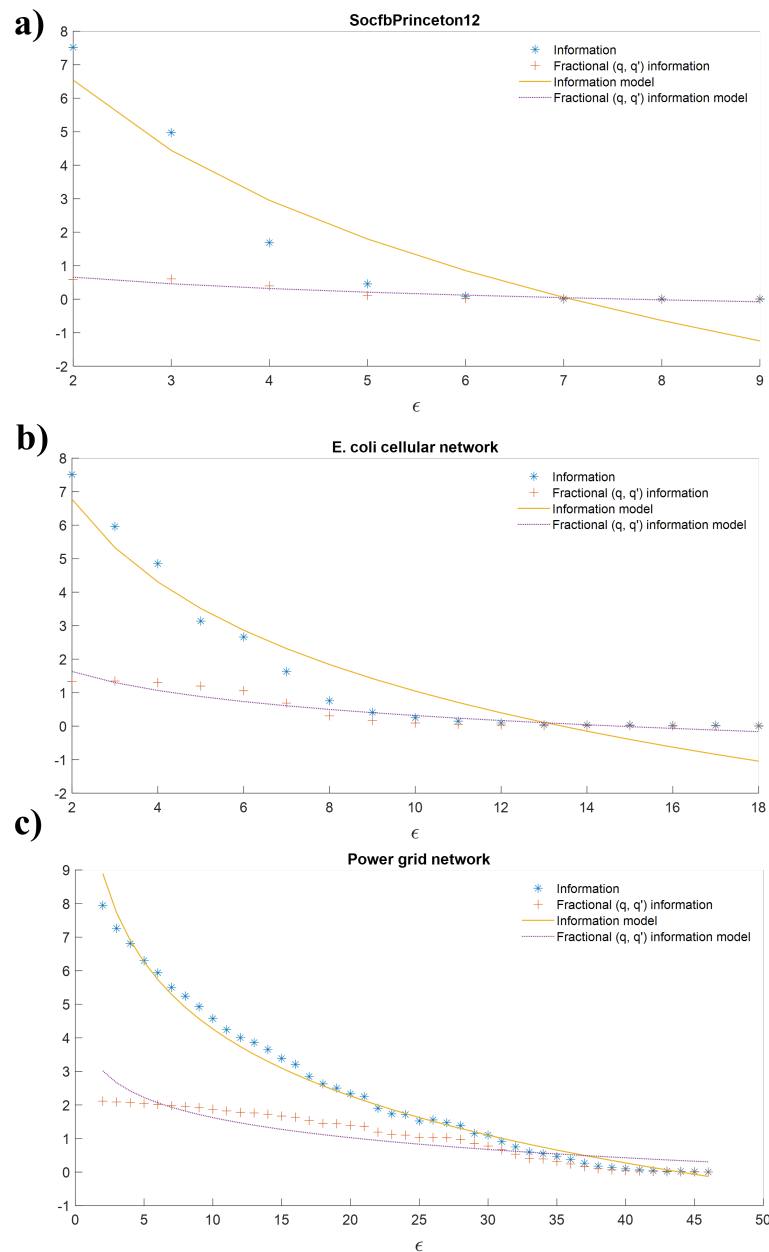 a)
SocfbPrinceton12
8
7
6
5
4
3
2
1
0
-1
-2
Information
Fractional (q, q') information
Information model
Fractional (q, q') information model
2 3 4 5 6 7 8 9
ϵ
b)
E. coli cellular network
8
7
6
5
4
3
2
1
0
-1
-2
Information
Fractional (q, q') information
Information model
Fractional (q, q') information model
2 4 6 8 10 12 14 16 18
ϵ
c)
Power grid network
9
8
7
6
5
4
3
2
1
0
-1
Information
Fractional (q, q') information
Information model
Fractional (q, q') information model
0 5 10 15 20 25 30 35 40 45 50
ϵ